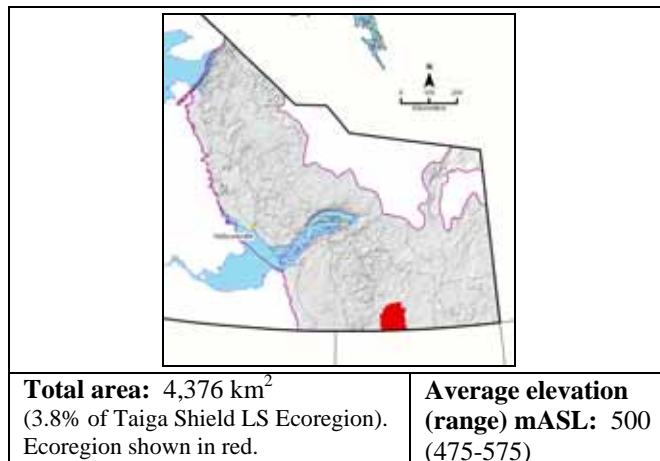 N
Total area: 4,376 km²
(3.8% of Taiga Shield LS Ecoregion).
Ecoregion shown in red.
Average elevation
(range) mASL: 500
(475-575)